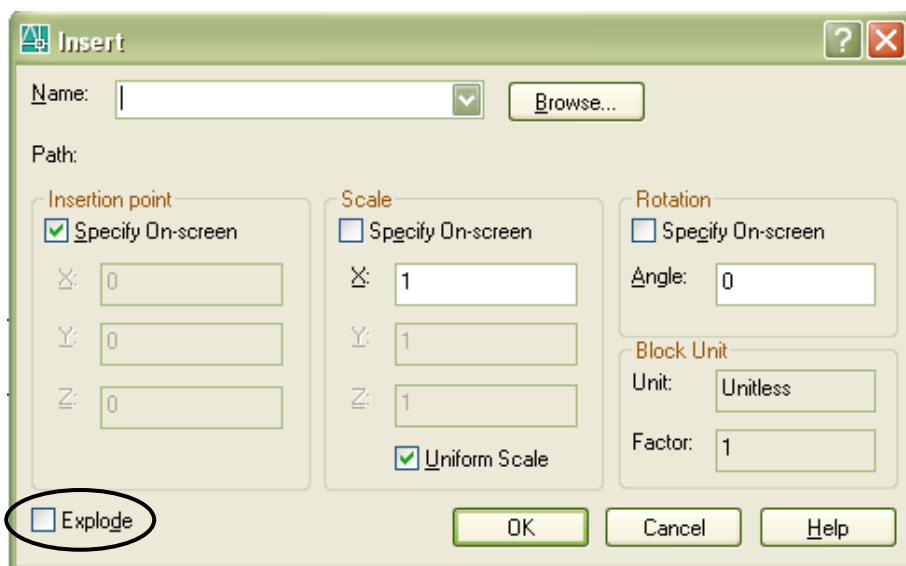 Insert
Name: Browse...
Path:
Insertion point
Specify On-screen
X: 0
Y: 0
Z: 0
Scale
Specify On-screen
X: 1
Y: 1
Z: 1
Uniform Scale
Rotation
Specify On-screen
Angle: 0
Block Unit
Unit: Unitless
Factor: 1
Explode
OK Cancel Help